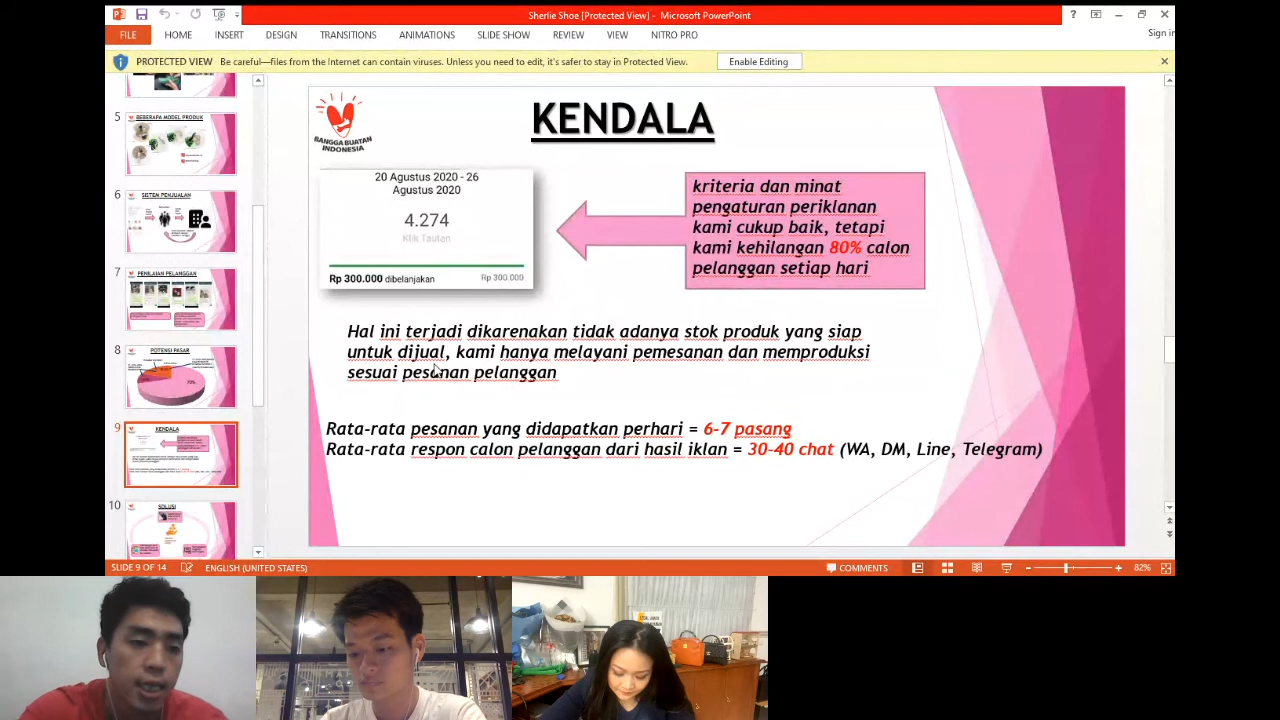 Sherlie Shoe [Protected View] - Microsoft PowerPoint
?
FILE HOME INSERT DESIGN TRANSITIONS ANIMATIONS SLIDE SHOW REVIEW VIEW NITRO PRO
Sign in
PROTECTED VIEW Be careful—files from the Internet can contain viruses. Unless you need to edit, it's safer to stay in Protected View.
Enable Editing
5
BEBERAPA MODEL PRODUK
6
SISTEM PENJUALAN
7
PENILAIAN PELANGGAN
8
POTENSI PASAR
9
KENDALA
10
SOLUSI
BANGGA BUATAN
INDONESIA
KENDALA
20 Agustus 2020 - 26
Agustus 2020
4.274
Klik Tautan
Rp 300.000 dibelanjakan
Rp 300.000
kriteria dan minat
pengaturan periklanan
kami cukup baik, tetapi
kami kehilangan 80% calon
pelanggan setiap hari
Hal ini terjadi dikarenakan tidak adanya stok produk yang siap
untuk dijual, kami hanya melayani pemesanan dan memproduksi
sesuai pesanan pelanggan
Rata-rata pesanan yang didapatkan perhari = 6-7 pasang
Rata-rata respon calon pelanggan dari hasil iklan = 30-40 chat (WA, DM, Line, Telegram)
SLIDE 9 OF 14
ENGLISH (UNITED STATES)
COMMENTS
82%